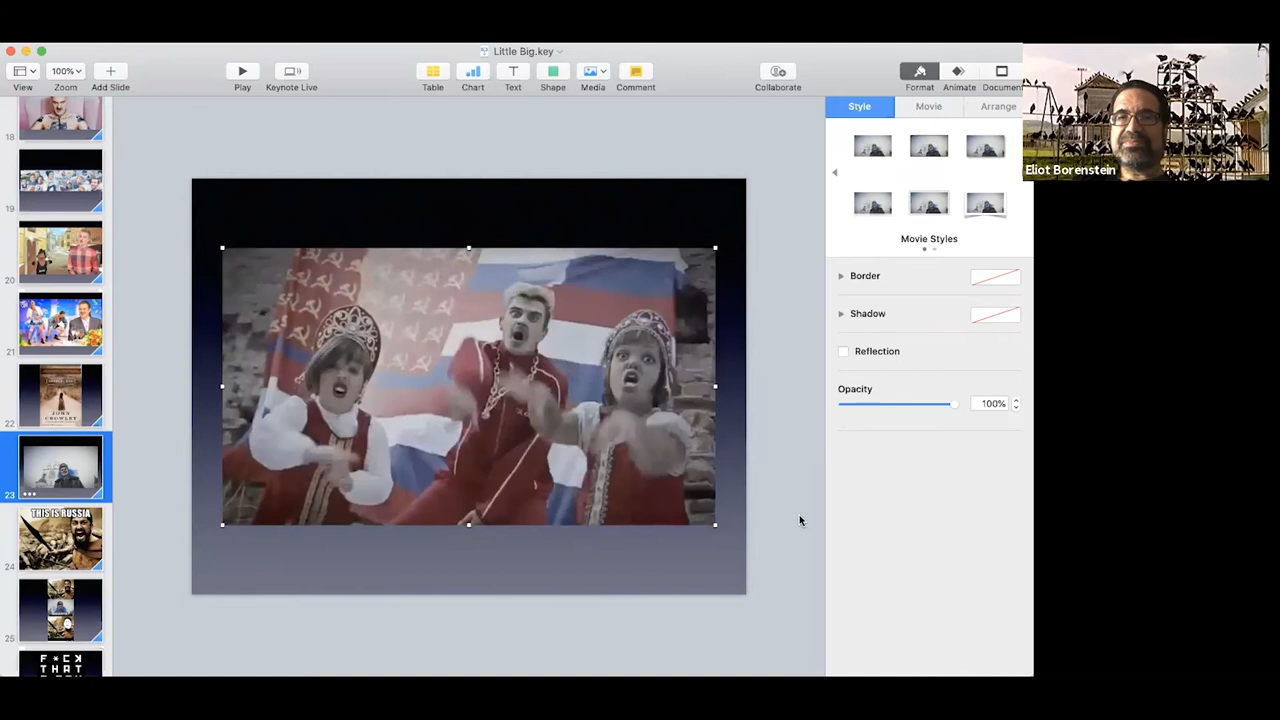 Little Big.key
100%
View
Zoom
Add Slide
Play
Keynote Live
Table
Chart
Text
Shape
Media
Comment
Collaborate
Format
Animate
Document
Style
Movie
Arrange
Eliot Borenstein
Movie Styles
Border
Shadow
Reflection
Opacity
100%
18
19
20
21
22
JOHN
CROWLEY
23
THIS IS RUSSIA
24
25
F*CK
THAT